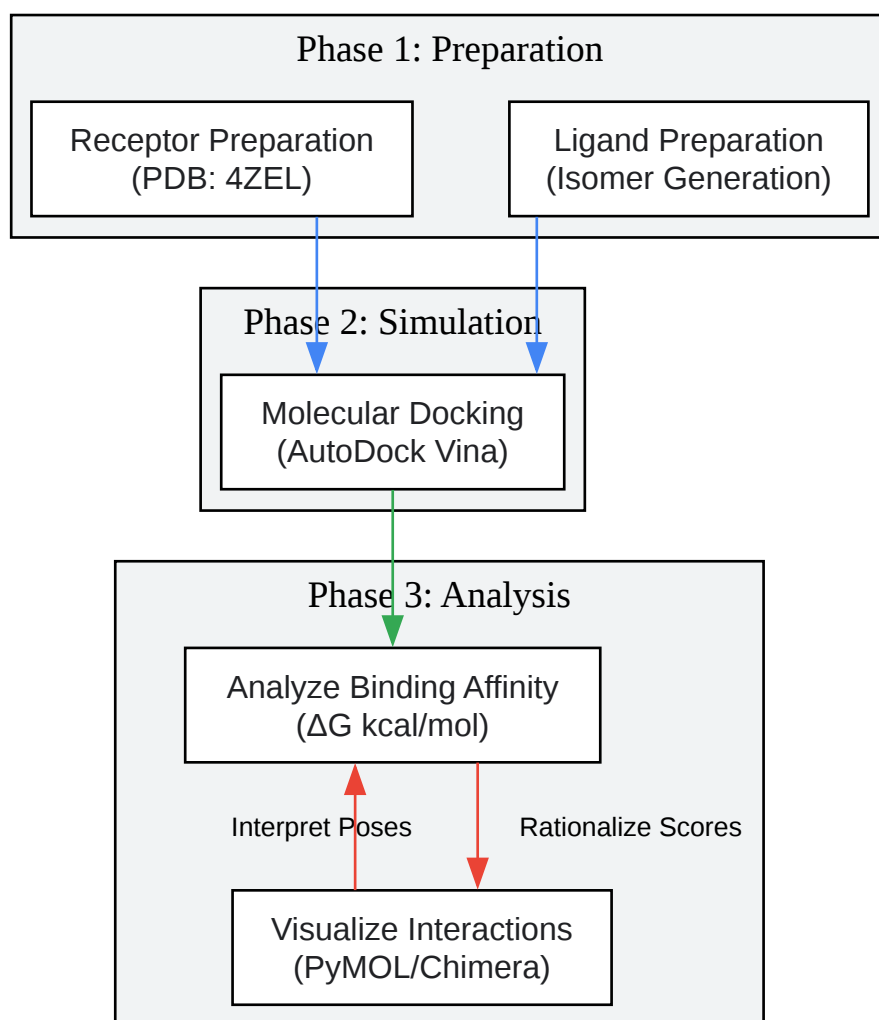 Phase 1: Preparation
Receptor Preparation
(PDB: 4ZEL)
Ligand Preparation
(Isomer Generation)
Phase 2: Simulation
Molecular Docking
(AutoDock Vina)
Phase 3: Analysis
Analyze Binding Affinity
(ΔG kcal/mol)
Interpret Poses
Rationalize Scores
Visualize Interactions
(PyMOL/Chimera)